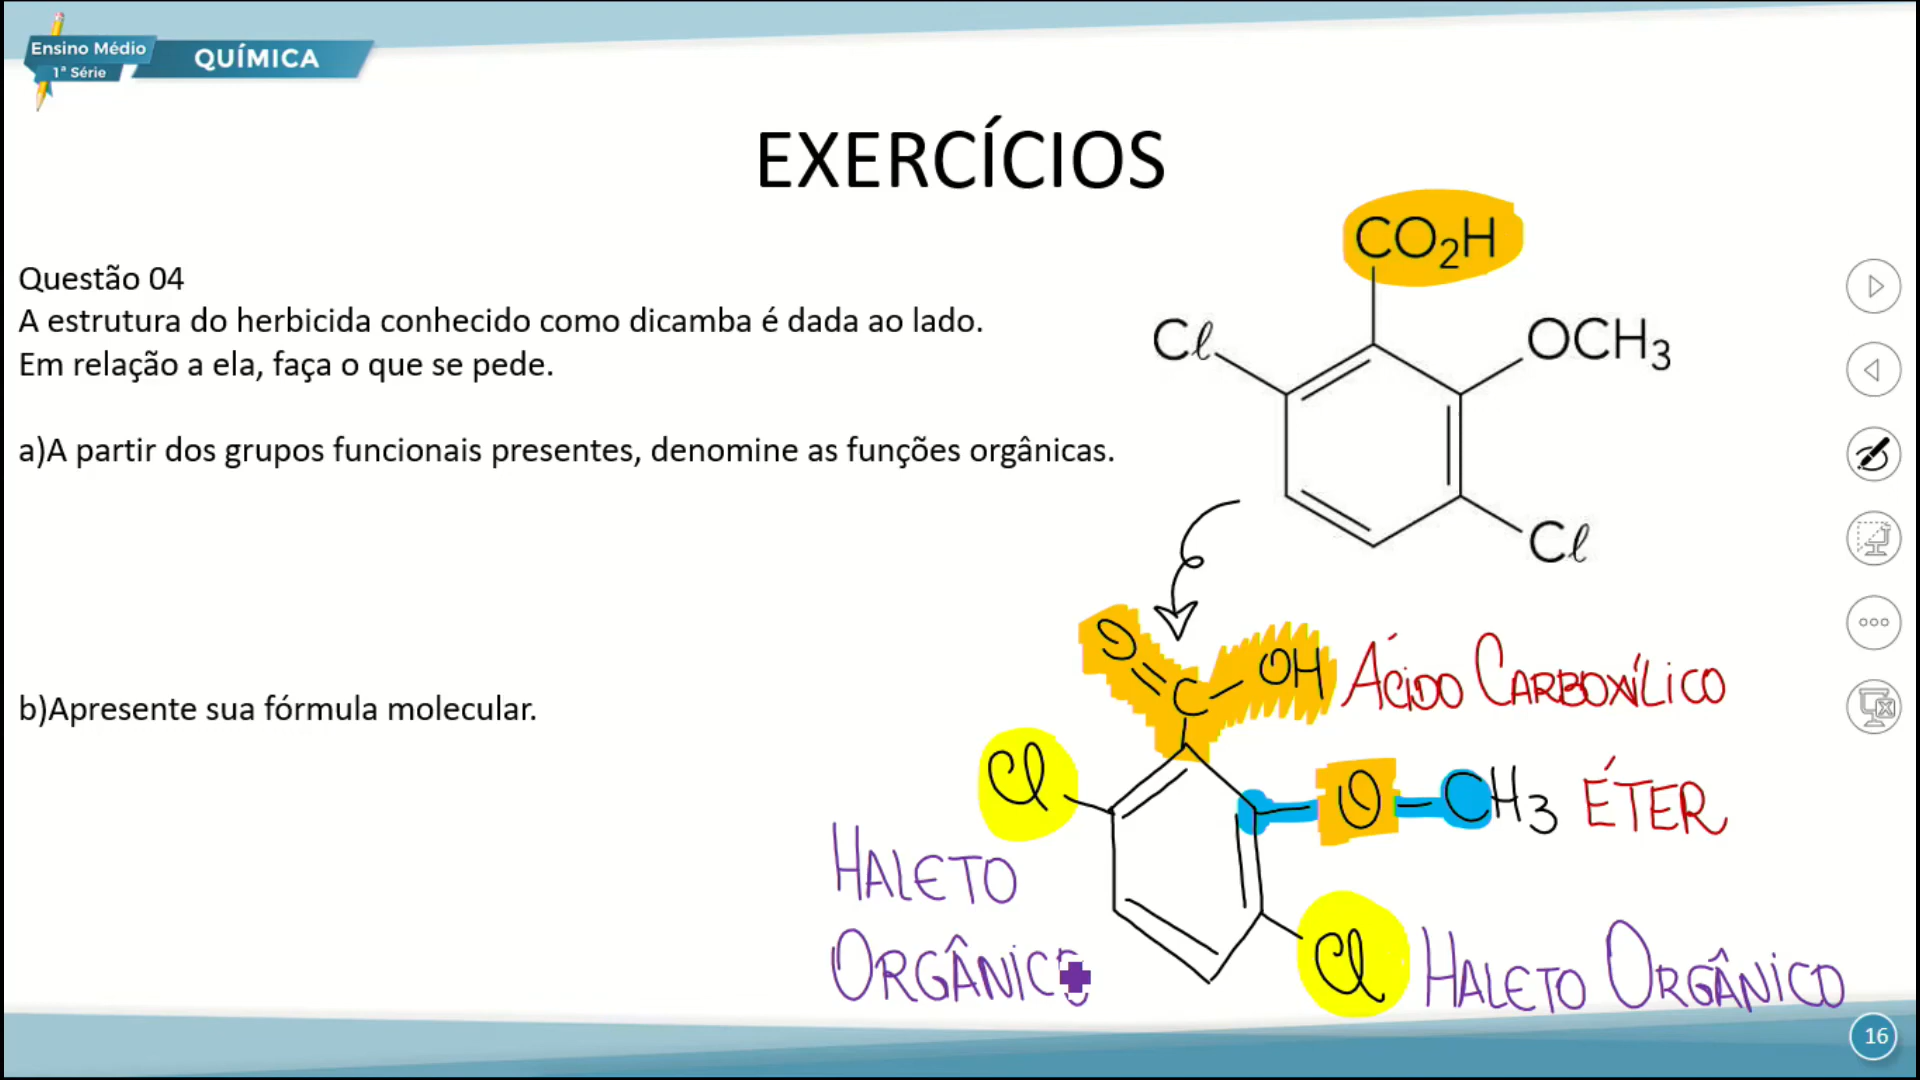 Ensino Médio
1ª Série
QUÍMICA
EXERCÍCIOS
CO₂H
Questão 04
A estrutura do herbicida conhecido como dicamba é dada ao lado.
Em relação a ela, faça o que se pede.
Cl
OCH₃
a)A partir dos grupos funcionais presentes, denomine as funções orgânicas.
Cl
O
C
OH
ÁCIDO CARBOXÍLICO
b)Apresente sua fórmula molecular.
Cl
O
CH3
ÉTER
HALETO
ORGÂNICO
Cl
HALETO ORGÂNICO
16